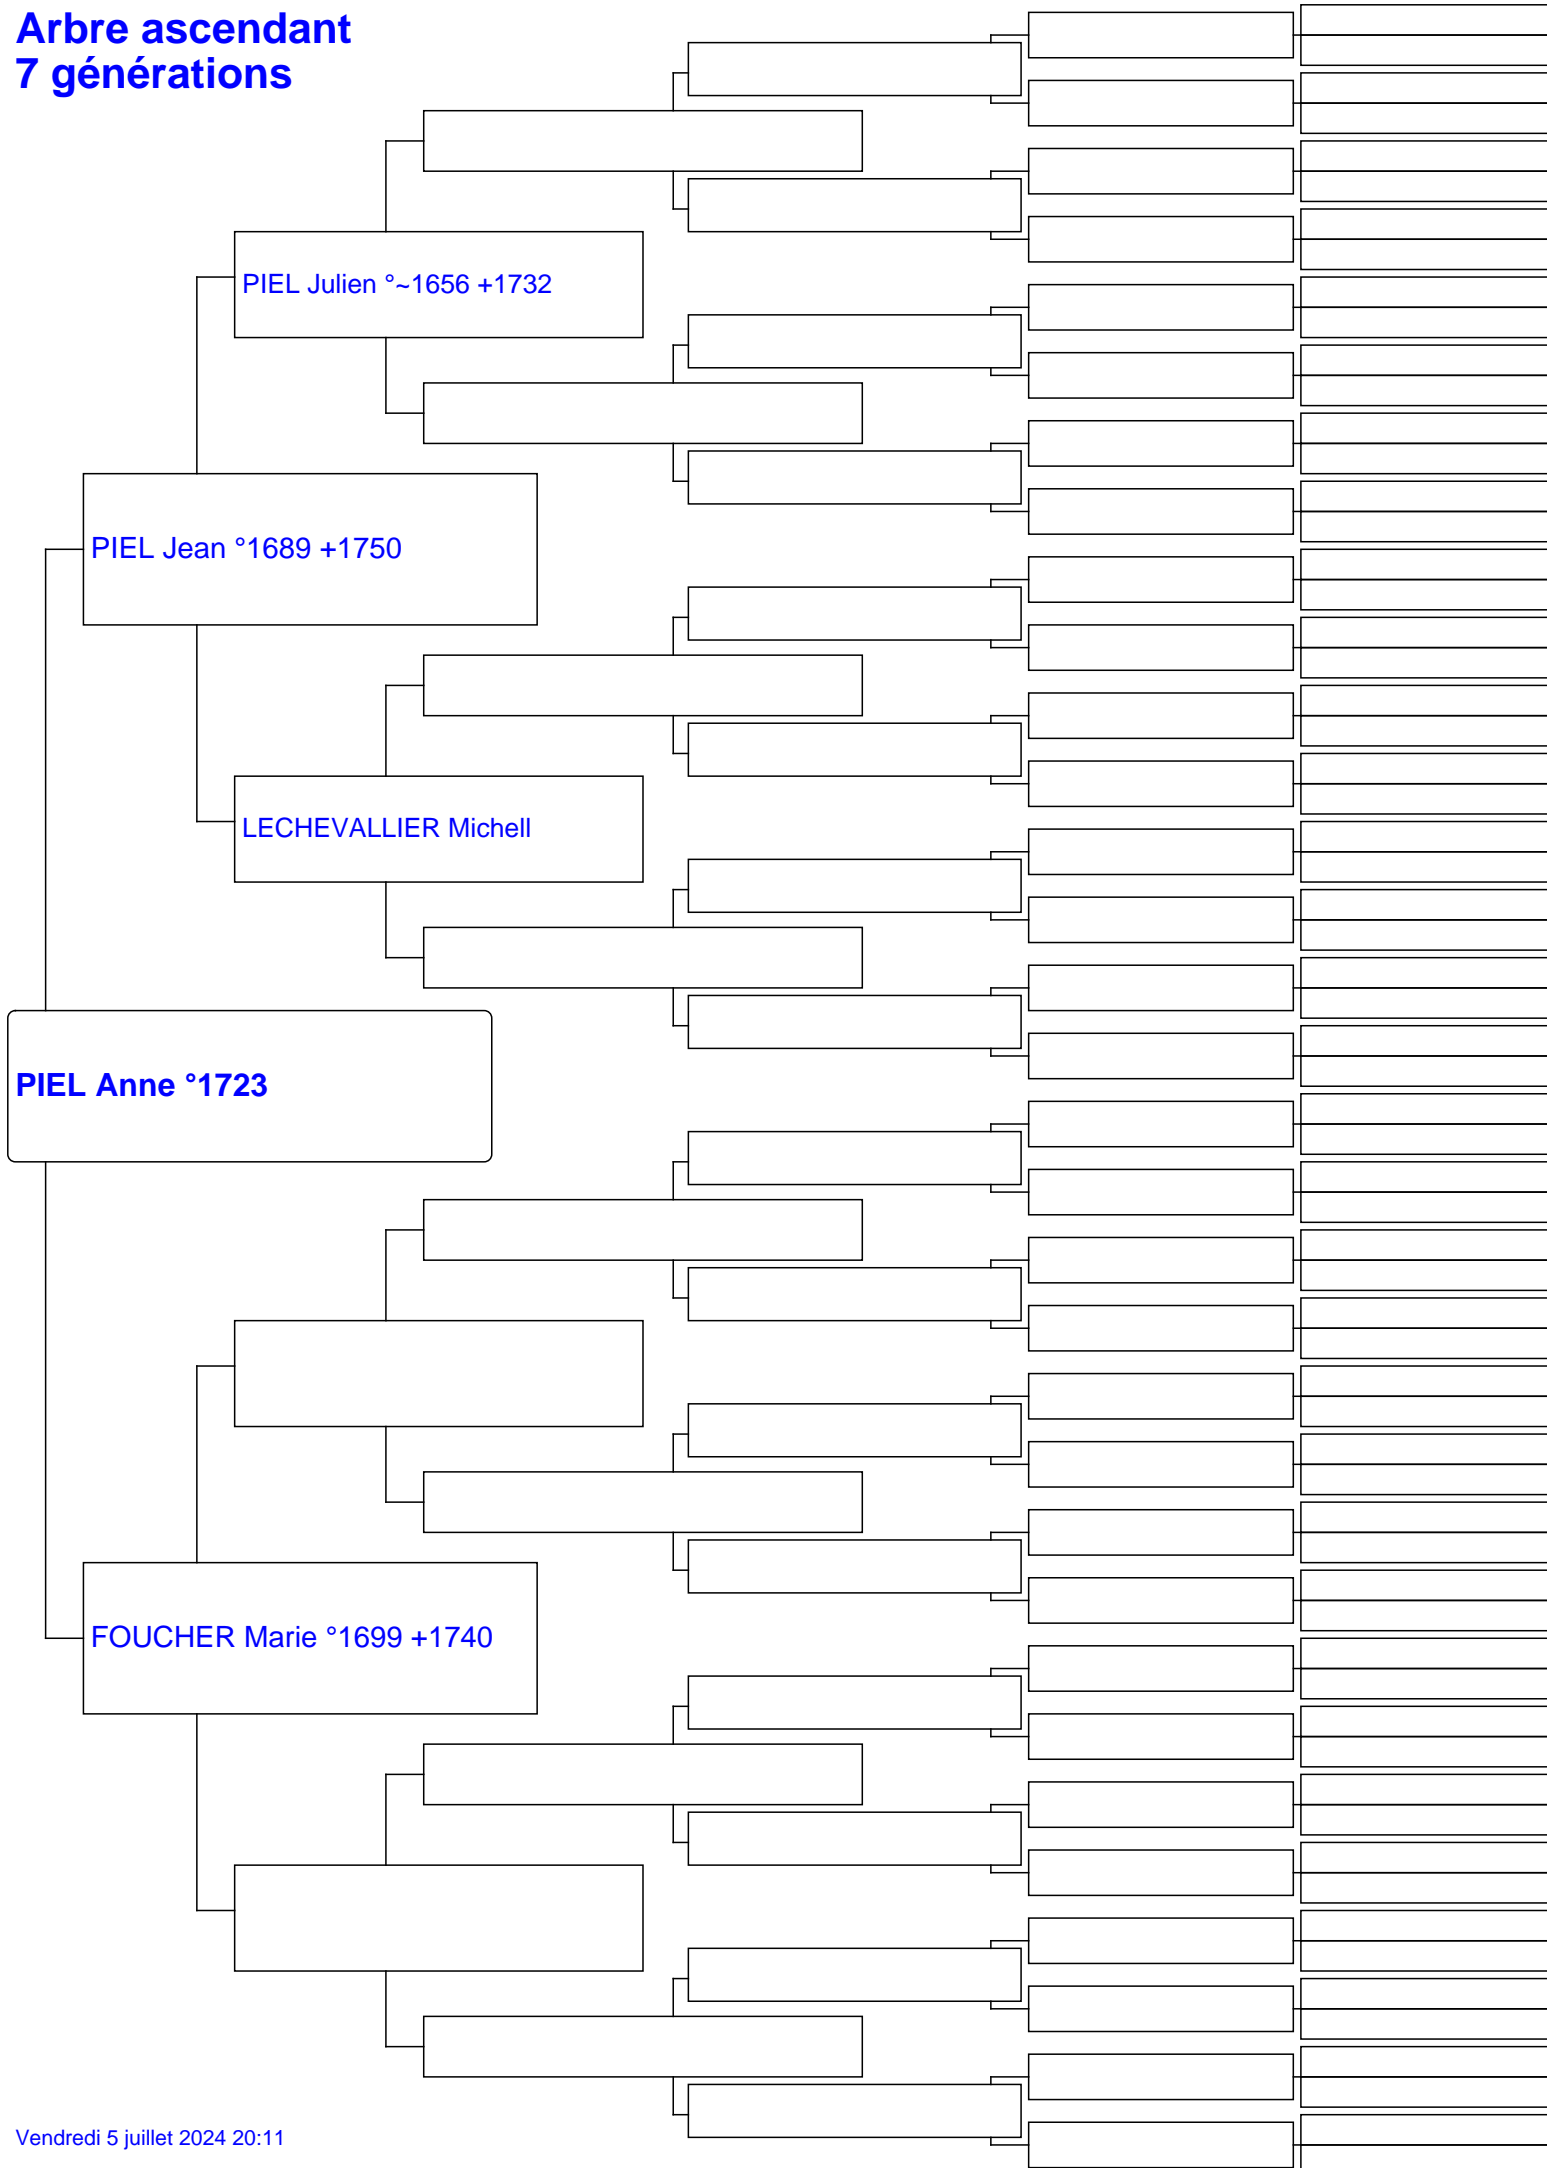 Arbre ascendant
7 générations
PIEL Julien °~1656 +1732
PIEL Jean °1689 +1750
LECHEVALLIER Michell
PIEL Anne °1723
FOUCHER Marie °1699 +1740
Vendredi 5 juillet 2024 20:11